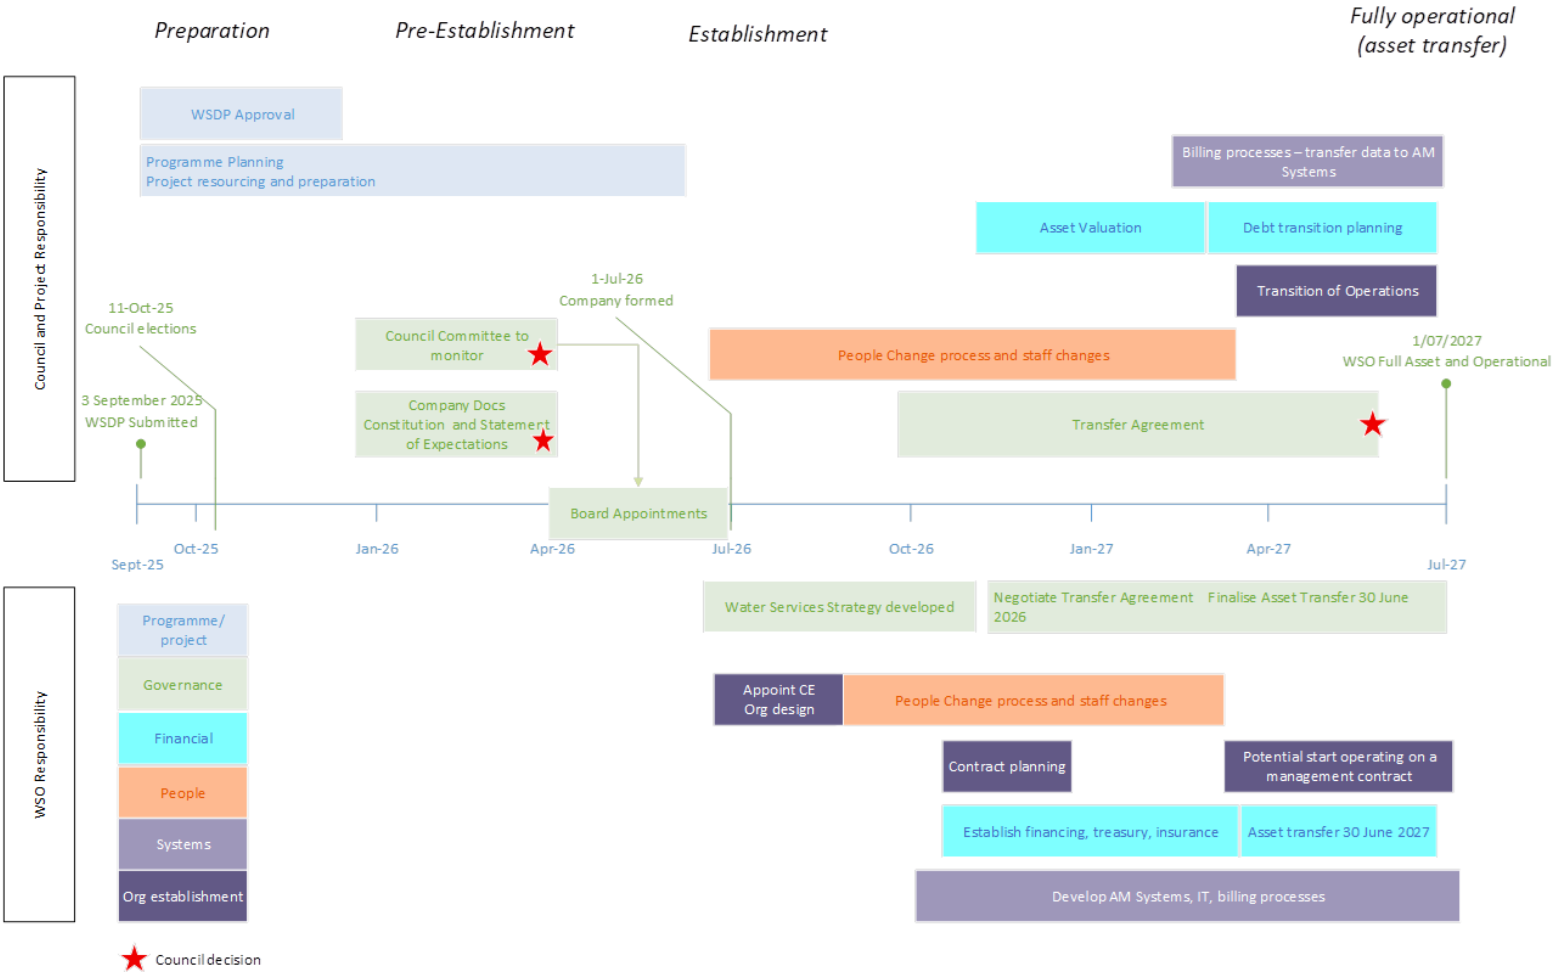 Preparation
Pre-Establishment
Establishment
Fully operational
(asset transfer)
Council and Project Responsibility
WSDP Approval
Programme Planning
Project resourcing and preparation
Billing processes – transfer data to AM
Systems
Asset Valuation
Debt transition planning
Transition of Operations
11-Oct-25
Council elections
1-Jul-26
Company formed
Council Committee to
monitor
People Change process and staff changes
1/07/2027
WSO Full Asset and Operational
3 September 2025
WSDP Submitted
Company Docs
Constitution and Statement
of Expectations
Transfer Agreement
Board Appointments
Sept-25
Oct-25
Jan-26
Apr-26
Jul-26
Oct-26
Jan-27
Apr-27
Jul-27
WSO Responsibility
Water Services Strategy developed
Negotiate Transfer Agreement Finalise Asset Transfer 30 June
2026
Appoint CE
Org design
People Change process and staff changes
Contract planning
Potential start operating on a
management contract
Establish financing, treasury, insurance
Asset transfer 30 June 2027
Develop AM Systems, IT, billing processes
Programme/
project
Governance
Financial
People
Systems
Org establishment
Council decision